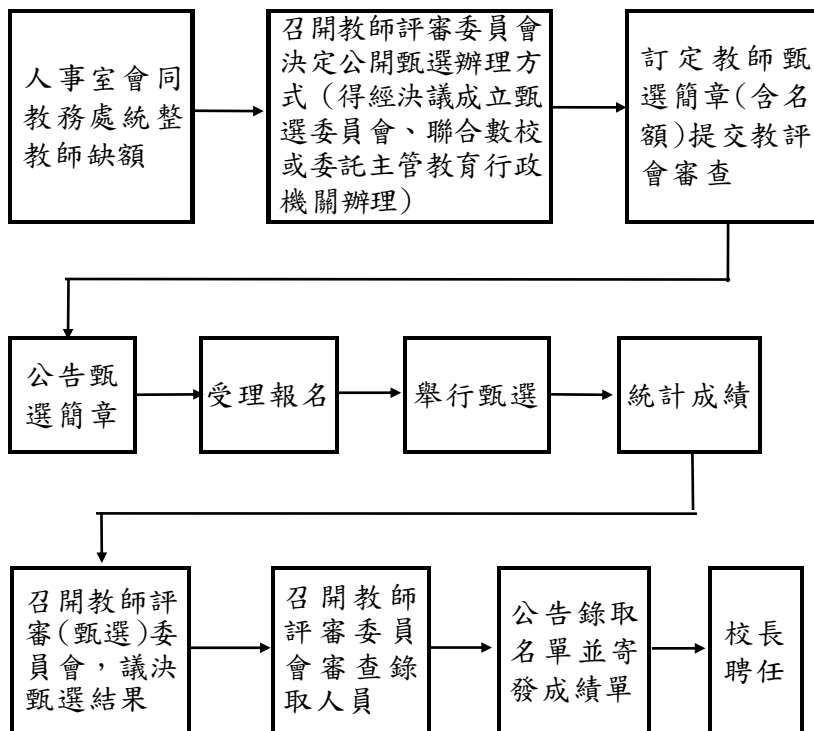 人事室會同
教務處統整
教師缺額
召開教師評審委員會
決定公開甄選辦理方
式（得經決議成立甄
選委員會、聯合數校
或委託主管教育行政
機關辦理）
訂定教師甄
選簡章(含名
額)提交教評
會審查
公告甄
選簡章
受理報名
舉行甄選
統計成績
召開教師評
審(甄選)委
員會，議決
甄選結果
召開教師
評審委員
會審查錄
取人員
公告錄取
名單並寄
發成績單
校長
聘任